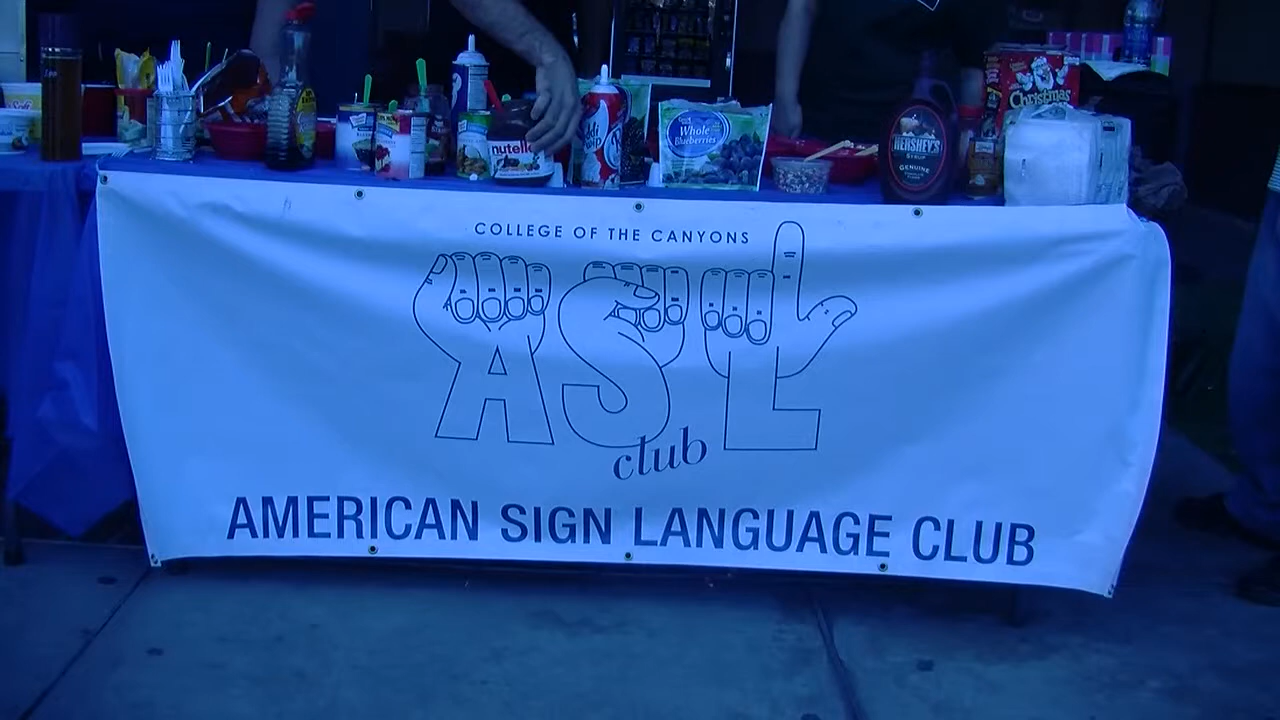 nutella
Whole
Blueberries
HERSHEY'S
SYRUP
GENUINE
Christmas
COLLEGE OF THE CANYONS
ASL
club
AMERICAN SIGN LANGUAGE CLUB